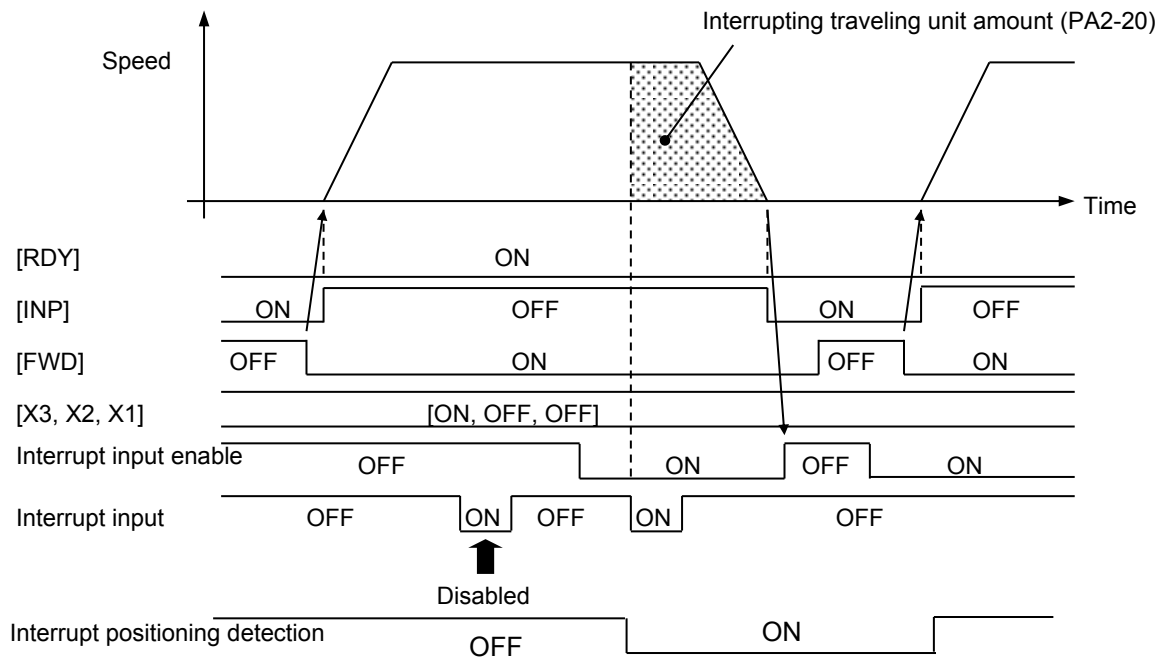 Interrupting traveling unit amount (PA2-20)
Speed
Time
[RDY] ON
[INP] ON OFF ON OFF
[FWD] OFF ON OFF ON
[X3, X2, X1] [ON, OFF, OFF]
Interrupt input enable OFF ON OFF ON
Interrupt input OFF ON OFF ON OFF
Disabled
Interrupt positioning detection OFF ON